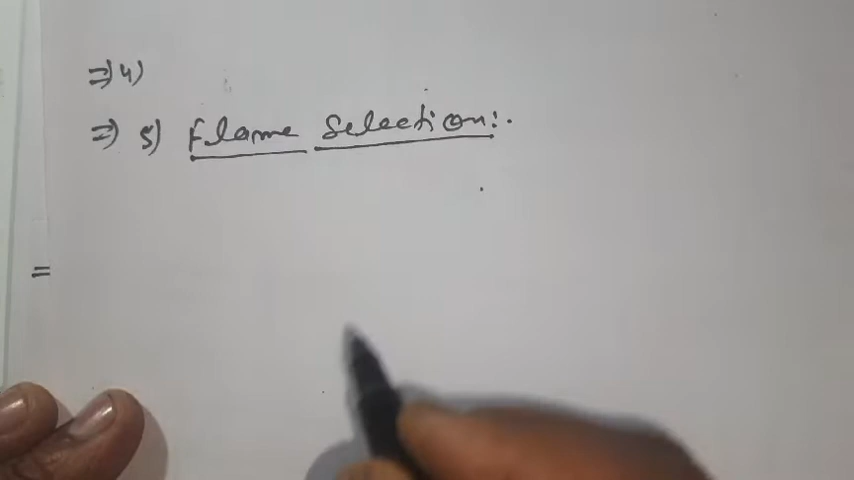 ⇒ 4)
⇒ 5) Flame Selection:.
=